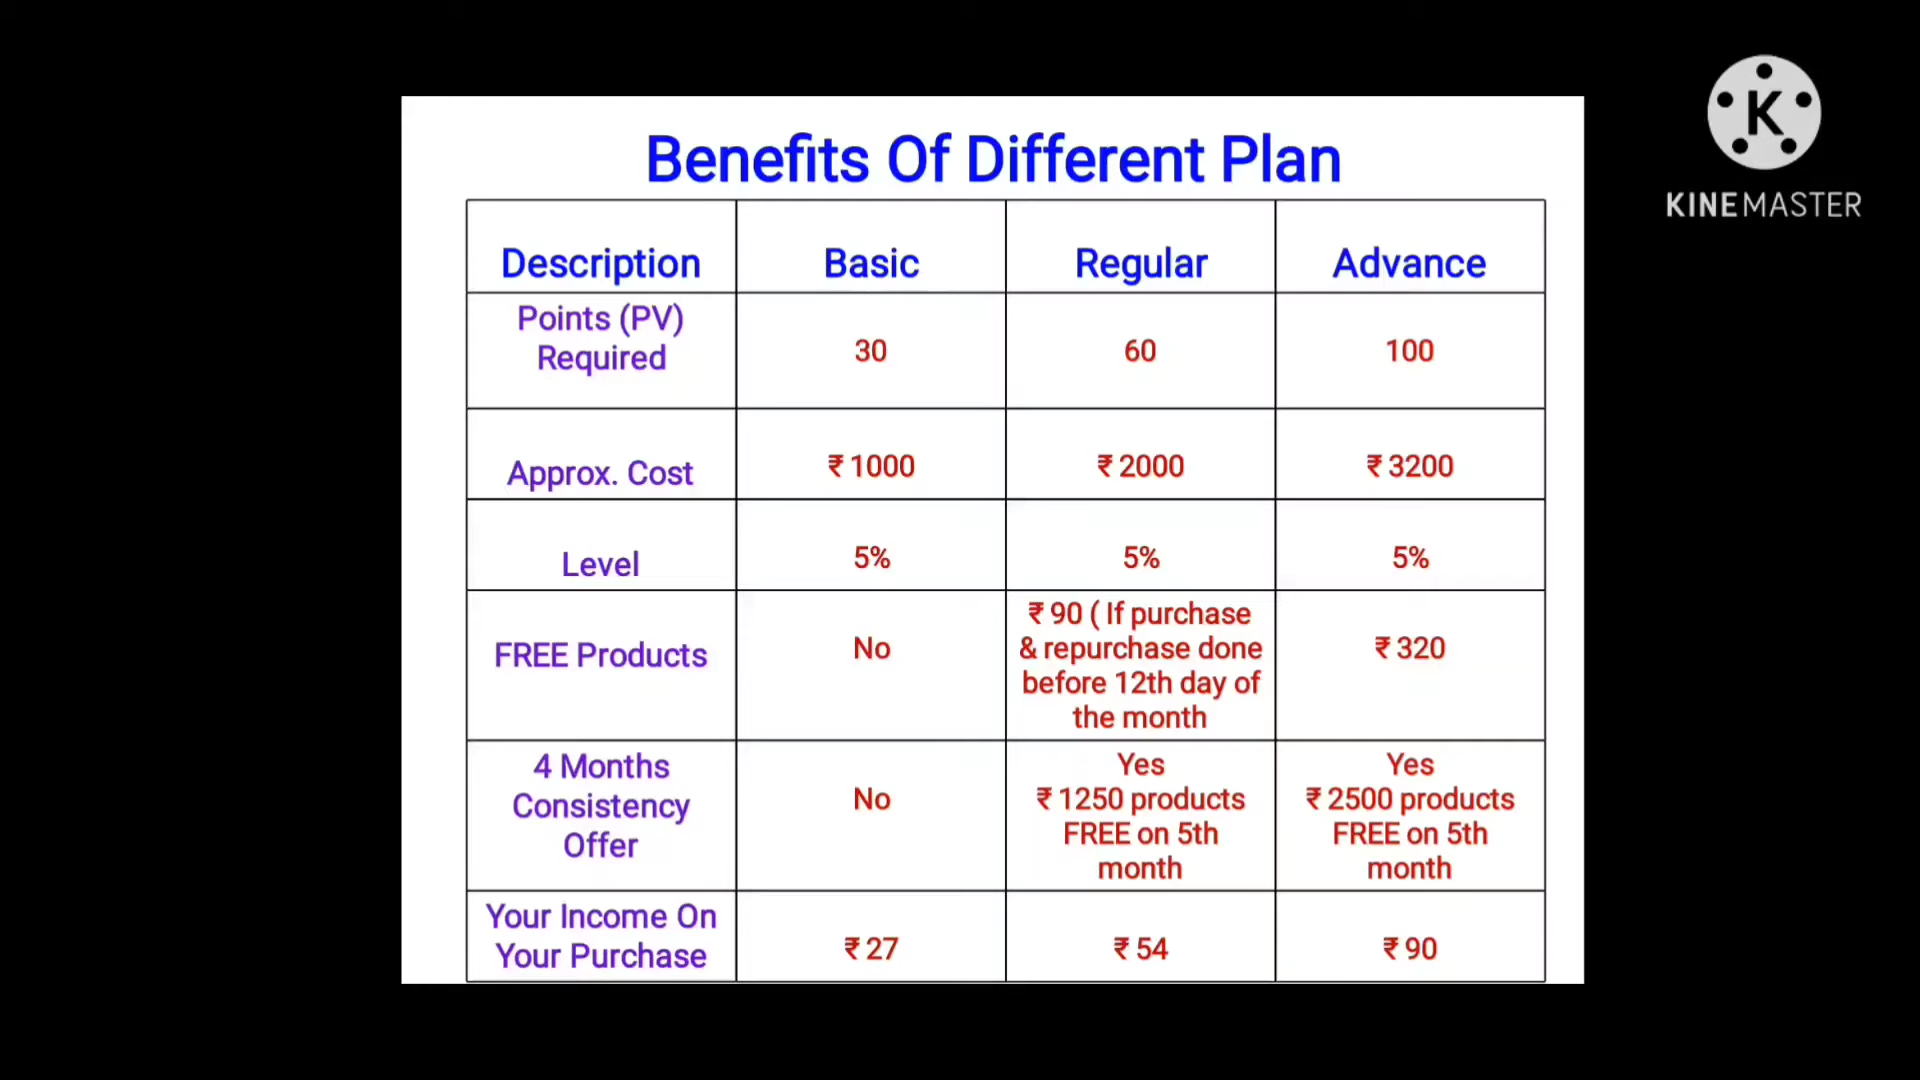 Benefits Of Different Plan
Description Basic Regular Advance
Points (PV)
Required
30 60 100
Approx. Cost ₹ 1000 ₹ 2000 ₹ 3200
Level 5% 5% 5%
FREE Products
No
₹ 90 ( If purchase
& repurchase done
before 12th day of
the month
₹ 320
4 Months
Consistency
Offer
No
Yes
₹ 1250 products
FREE on 5th
month
Yes
₹ 2500 products
FREE on 5th
month
Your Income On
Your Purchase
₹ 27 ₹ 54 ₹ 90
K
KINEMASTER